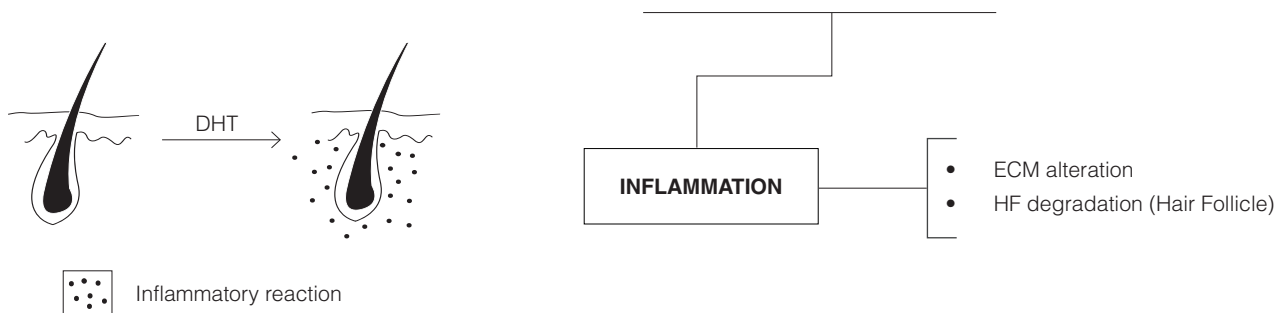 DHT
Inflammatory reaction
INFLAMMATION
• ECM alteration
• HF degradation (Hair Follicle)